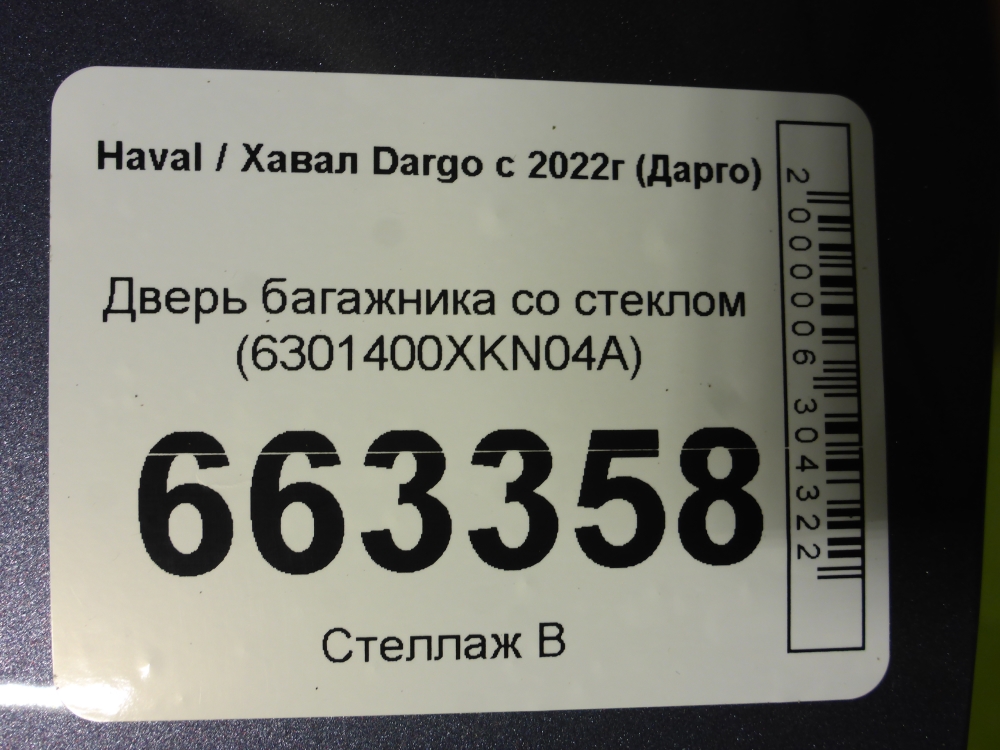 Haval / Хавал Dargo с 2022г (Дарго)
Дверь багажника со стеклом
(6301400XKN04A)
663358
Стеллаж В
2000006304322